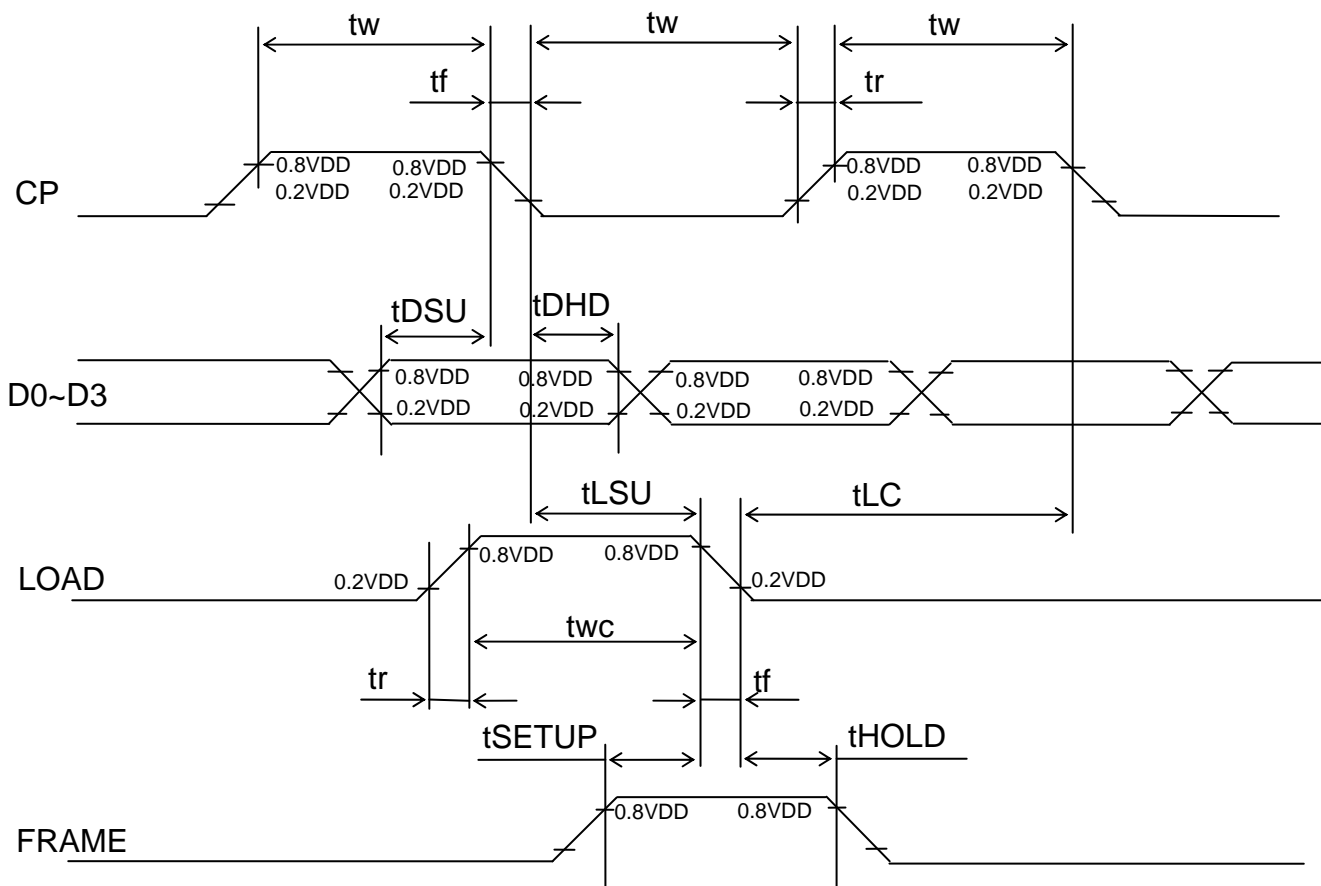 tw tw tw
tf tr
0.8VDD 0.8VDD 0.8VDD 0.8VDD
CP 0.2VDD 0.2VDD 0.2VDD 0.2VDD
tDSU tDHD
0.8VDD 0.8VDD 0.8VDD 0.8VDD
D0~D3 0.2VDD 0.2VDD 0.2VDD 0.2VDD
tLSU tLC
0.8VDD 0.8VDD
LOAD 0.2VDD 0.2VDD
twc
tr tf
tSETUP tHOLD
0.8VDD 0.8VDD
FRAME